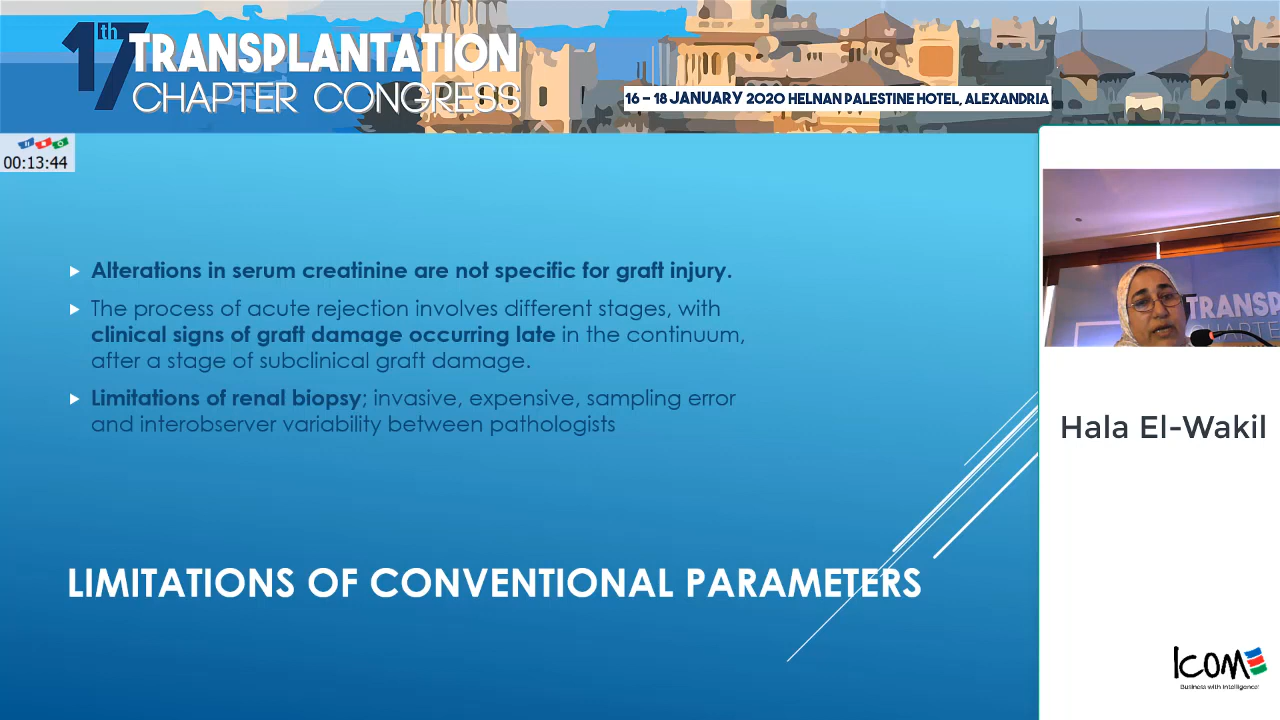 17th TRANSPLANTATION
CHAPTER CONGRESS
16 – 18 JANUARY 2020 HELNAN PALESTINE HOTEL, ALEXANDRIA
00:13:44
Alterations in serum creatinine are not specific for graft injury.
The process of acute rejection involves different stages, with
clinical signs of graft damage occurring late in the continuum,
after a stage of subclinical graft damage.
Limitations of renal biopsy; invasive, expensive, sampling error
and interobserver variability between pathologists
LIMITATIONS OF CONVENTIONAL PARAMETERS
TRANSP
CHAPTER
Hala El-Wakil
ICOME
Business with Intelligence